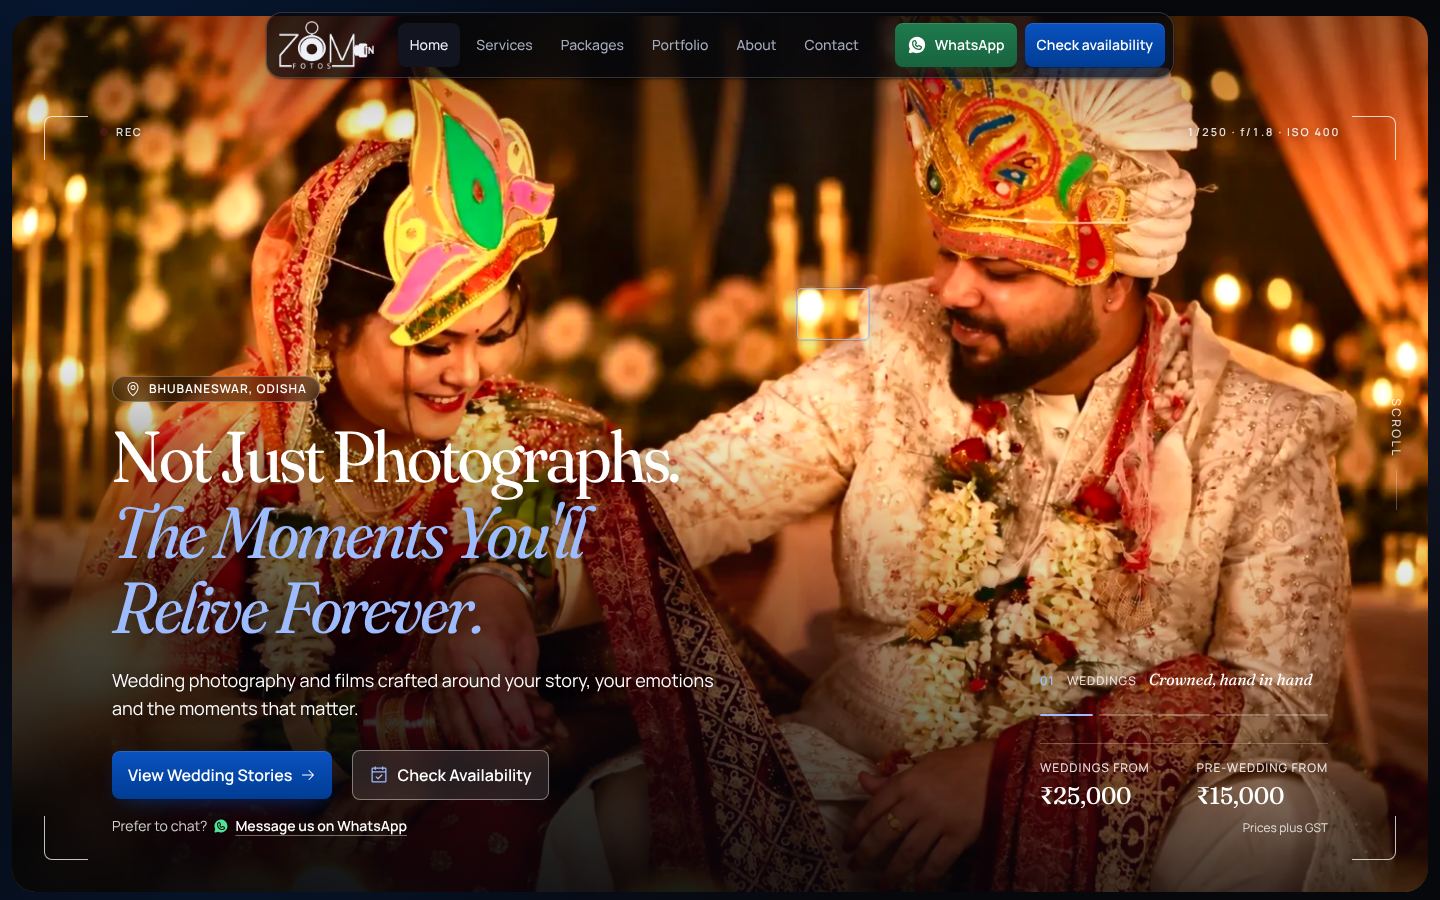 ZOOM IN
FOTOS
Home
Services
Packages
Portfolio
About
Contact
WhatsApp
Check availability
REC
1/250 · f/1.8 · ISO 400
BHUBANESWAR, ODISHA
Not Just Photographs.
The Moments You'll
Relive Forever.
SCROLL
Wedding photography and films crafted around your story, your emotions
and the moments that matter.
View Wedding Stories
Check Availability
Prefer to chat? Message us on WhatsApp
01 WEDDINGS Crowned, hand in hand
WEDDINGS FROM
₹25,000
PRE-WEDDING FROM
₹15,000
Prices plus GST